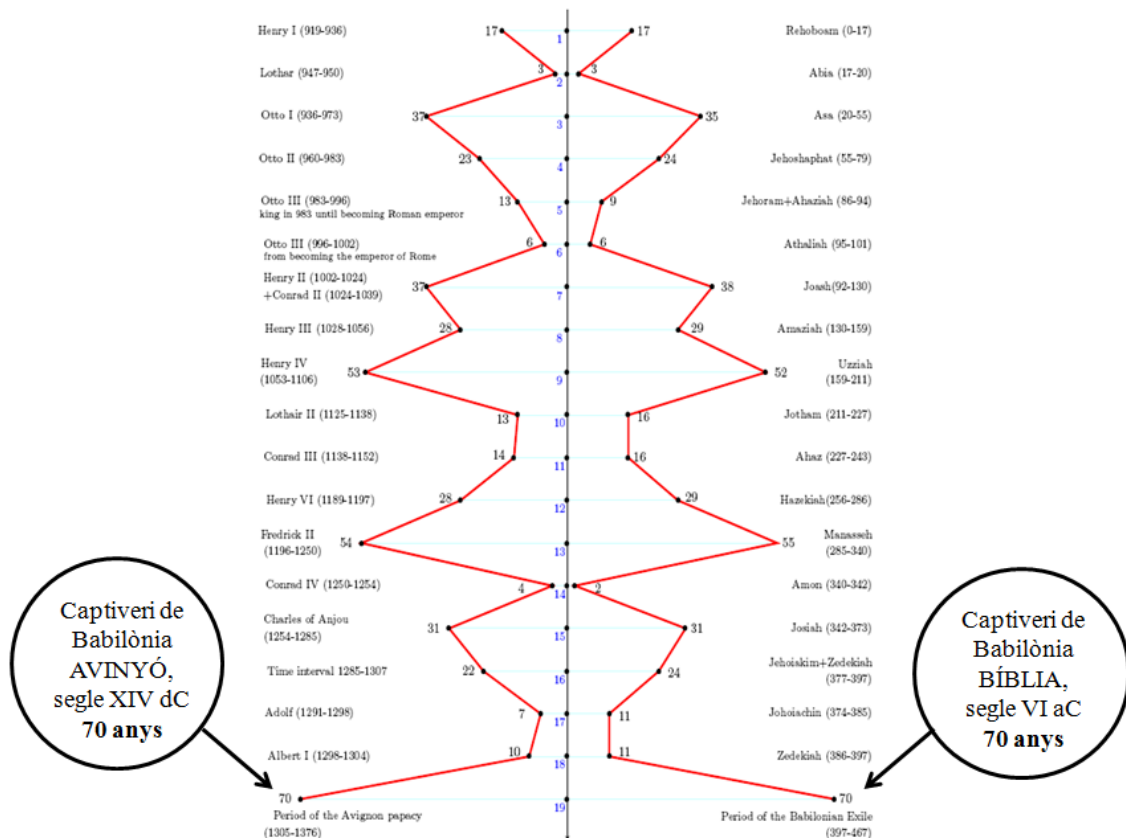 Henry I (919-936) 17 17 Rehoboam (0-17)
1
Lothar (947-950) 3 3 Abia (17-20)
2
Otto I (936-973) 37 35 Asa (20-55)
3
Otto II (960-983) 23 24 Jehoshaphat (55-79)
4
Otto III (983-996) 13 9 Jehoram+Ahaziah (86-94)
king in 983 until becoming Roman emperor
5
Otto III (996-1002) 6 6 Athaliah (95-101)
from becoming the emperor of Rome
6
Henry II (1002-1024)
+Conrad II (1024-1039) 37 38 Joash(92-130)
7
Henry III (1028-1056) 28 29 Amaziah (130-159)
8
Henry IV
(1053-1106) 53 52 Uzziah
(159-211)
9
Lothair II (1125-1138) 13 16 Jotham (211-227)
10
Conrad III (1138-1152) 14 16 Ahaz (227-243)
11
Henry VI (1189-1197) 28 29 Hazekiah(256-286)
12
Fredrick II
(1196-1250) 54 55 Manasseh
(285-340)
13
Conrad IV (1250-1254) 4 2 Amon (340-342)
14
Charles of Anjou
(1254-1285) 31 31 Josiah (342-373)
15
Time interval 1285-1307 22 24 Jehoiakim+Zedekiah
(377-397)
16
Adolf (1291-1298) 7 11 Johoiachin (374-385)
17
Albert I (1298-1304) 10 11 Zedekiah (386-397)
18
70 70
19
Period of the Avignon papacy
(1305-1376)
Period of the Babilonian Exile
(397-467)
Captiveri de
Babilònia
AVINYÓ,
segle XIV dC
70 anys
Captiveri de
Babilònia
BÍBLIA,
segle VI aC
70 anys